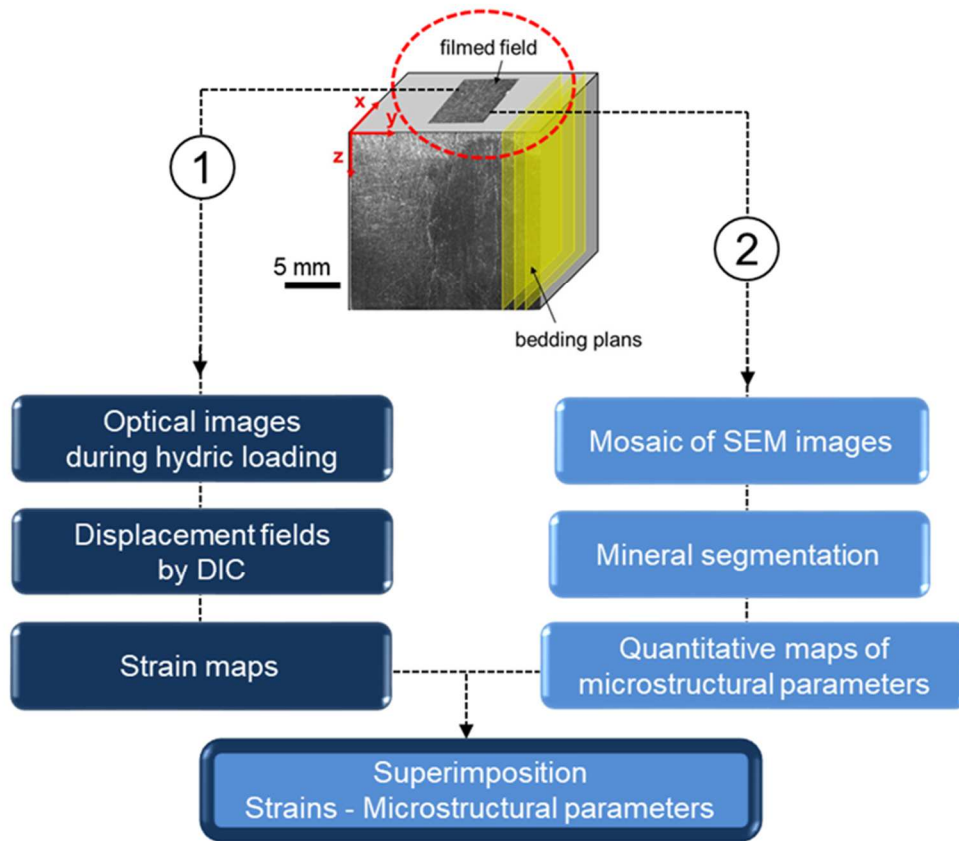 filmed field
x
y
z
1
2
5 mm
bedding plans
Optical images
during hydric loading
Displacement fields
by DIC
Strain maps
Mosaic of SEM images
Mineral segmentation
Quantitative maps of
microstructural parameters
Superimposition
Strains - Microstructural parameters